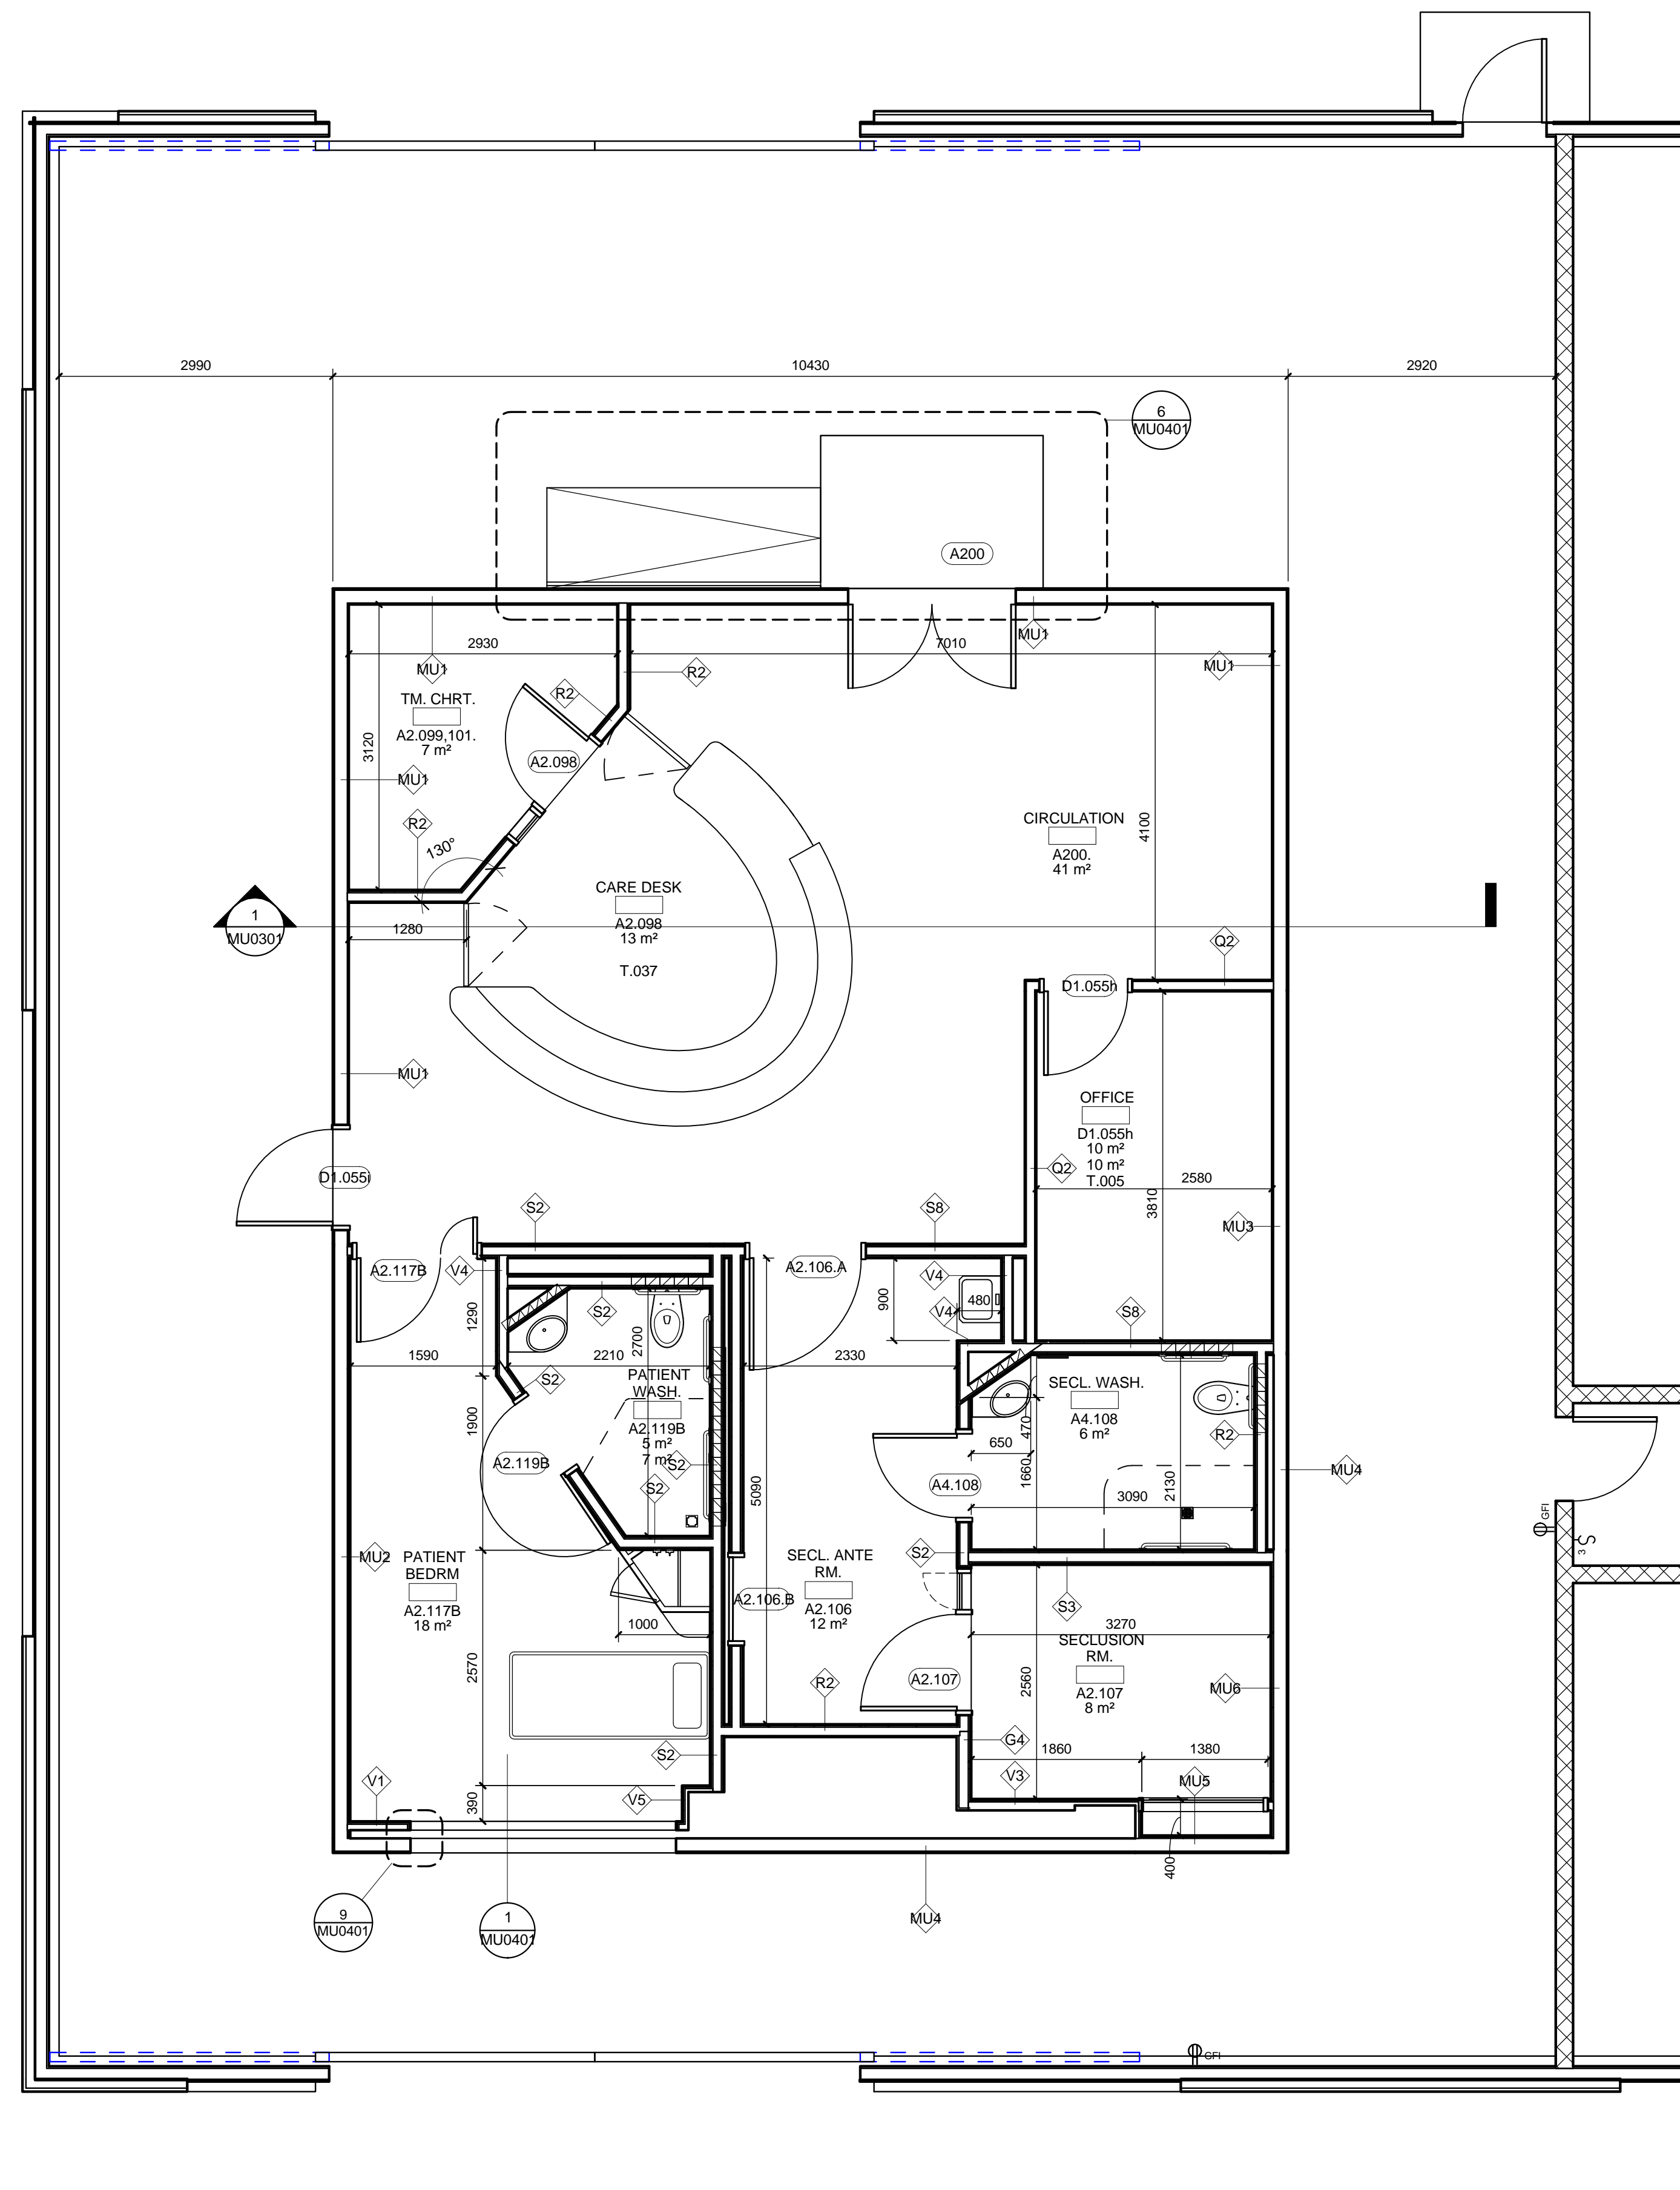 2990
10430
2920
6
MU0401
A200
MU1
2930
R2
R2
7010
MU1
MU1
TM. CHRT.
A2.099,101.
7 m²
3120
A2.098
MU1
R2
130°
CIRCULATION
A200.
41 m²
4100
CARE DESK
A2.098
13 m²
T.037
1
MU0301
1280
Q2
D1.055h
MU1
OFFICE
D1.055h
10 m²
10 m²
T.005
Q2
2580
3810
MU3
D1.055i
S2
S8
A2.117B
V4
A2.106.A
V4
480
900
V4
S8
1290
S2
2700
1590
2210
2330
S2
PATIENT
WASH.
A2.119B
5 m²
7 m²
S2
S2
1900
A2.119B
SECL. WASH.
A4.108
6 m²
470
650
1660
R2
A4.108
3090
2130
MU4
5090
GFI
S
3
MU2
PATIENT
BEDRM
A2.117B
18 m²
SECL. ANTE
RM.
A2.106
12 m²
S2
A2.106.B
S3
1000
3270
SECLUSION
RM.
A2.107
8 m²
2570
R2
A2.107
2560
MU6
S2
G4
1860
1380
V1
V5
V3
MU5
390
400
9
MU0401
1
MU0401
MU4
GFI